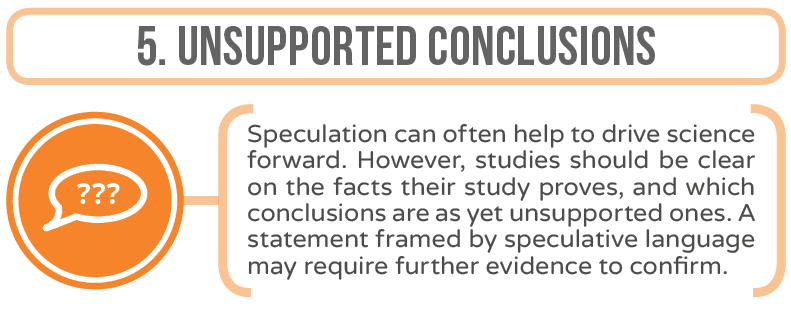 5. UNSUPPORTED CONCLUSIONS
???
Speculation can often help to drive science
forward. However, studies should be clear
on the facts their study proves, and which
conclusions are as yet unsupported ones. A
statement framed by speculative language
may require further evidence to confirm.